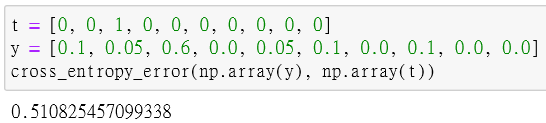 t = [0, 0, 1, 0, 0, 0, 0, 0, 0, 0]
y = [0.1, 0.05, 0.6, 0.0, 0.05, 0.1, 0.0, 0.1, 0.0, 0.0]
cross_entropy_error(np.array(y), np.array(t))
0.510825457099338